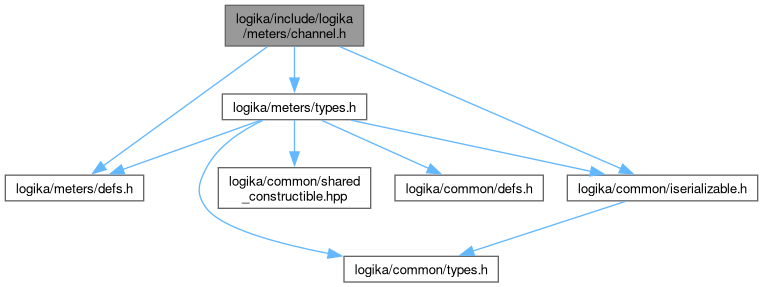 logika/include/logika
/meters/channel.h
logika/meters/types.h
logika/meters/defs.h
logika/common/shared
_constructible.hpp
logika/common/defs.h
logika/common/iserializable.h
logika/common/types.h